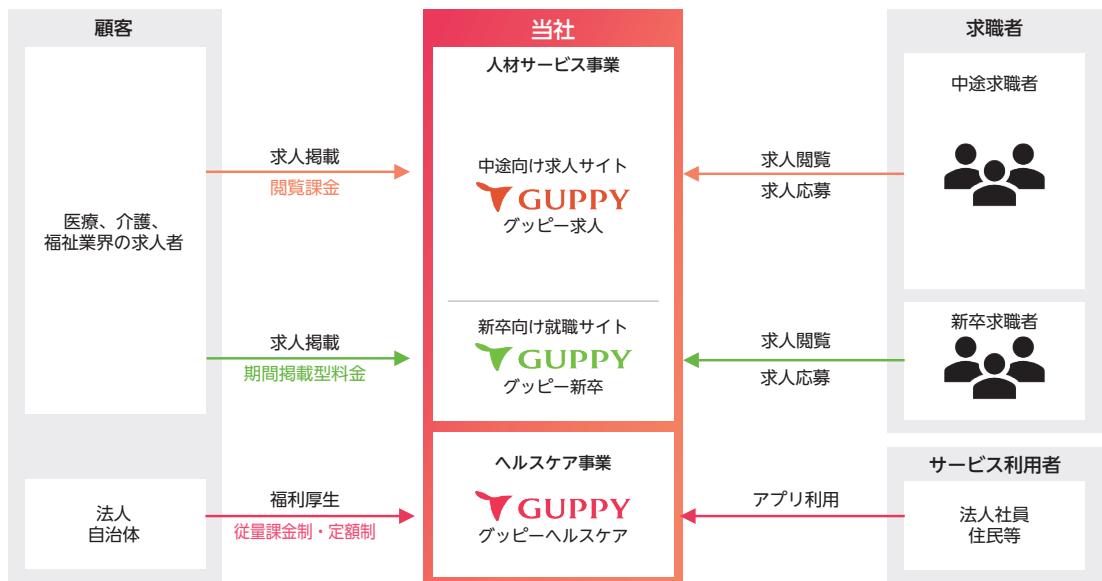 顧客
医療、介護、
福祉業界の求人者
法人
自治体
求人掲載
閲覧課金
求人掲載
期間掲載型料金
福利厚生
従量課金制・定額制
当社
人材サービス事業
中途向け求人サイト
GUPPY
グッピー求人
新卒向け就職サイト
GUPPY
グッピー新卒
ヘルスケア事業
GUPPY
グッピーヘルスケア
求人閲覧
求人応募
求人閲覧
求人応募
アプリ利用
求職者
中途求職者
新卒求職者
サービス利用者
法人社員
住民等